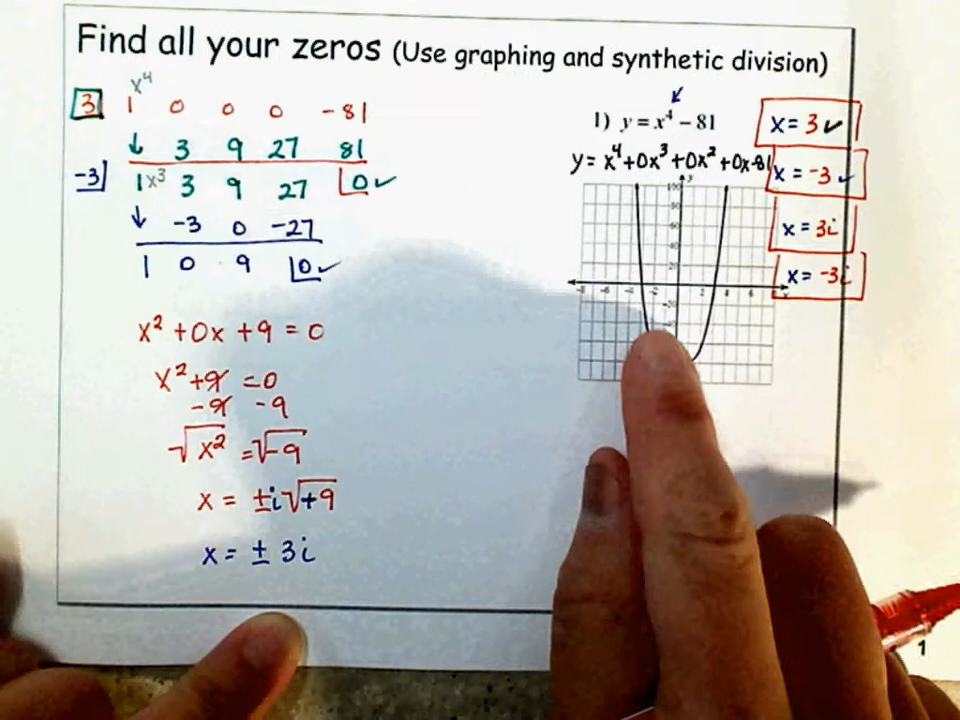 Find all your zeros (Use graphing and synthetic division)
x⁴
3 1 0 0 0 -81
↓ 3 9 27 81
-3 1x³ 3 9 27 0✓
↓ -3 0 -27
1 0 9 0✓
x² + 0x + 9 = 0
x² + 9 = 0
-9 -9
√x² = √-9
x = ±i√+9
x = ± 3i
1) y = x⁴ - 81
y = x⁴ + 0x³ + 0x² + 0x - 81
x = 3 ✓
x = -3 ✓
x = 3i
x = -3i
1